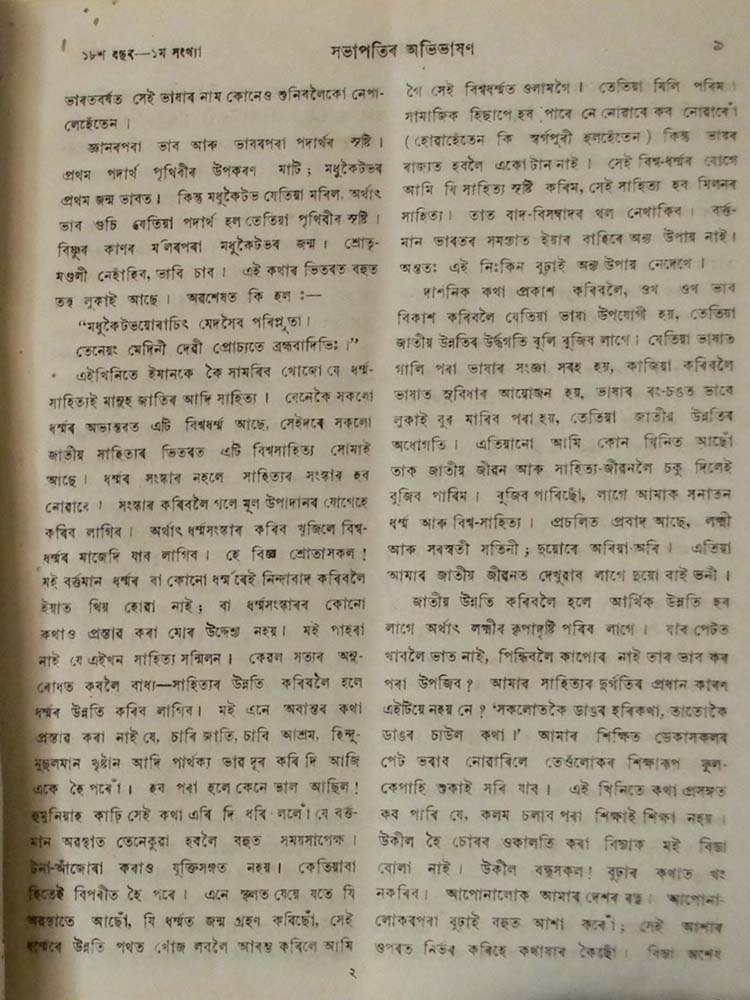 ১৮শ বছৰ—১ম সংখ্যা
সভাপতিৰ অভিভাষণ
৯
ভাৰতবৰ্ষত সেই ভাষাৰ নাম কোনেও শুনিবলৈকো নেপা-
লেহেঁতেন।
জ্ঞানৰপৰা ভাব আৰু ভাবৰপৰা পদাৰ্থৰ সৃষ্টি।
প্ৰথম পদাৰ্থ পৃথিবীৰ উপকৰণ মাটি; মধুকৈটভৰ
প্ৰথম জন্ম ভাবত। কিন্তু মধুকৈটভ যেতিয়া মৰিল, অৰ্থাৎ
ভাব গুচি যেতিয়া পদাৰ্থ হল তেতিয়া পৃথিবীৰ সৃষ্টি।
বিষ্ণুৰ কাণৰ মলিৰপৰা মধুকৈটভৰ জন্ম। শ্ৰোতৃ-
মণ্ডলী নেহাঁহিব, ভাবি চাব। এই কথাৰ ভিতৰত বহুত
তত্ব লুকাই আছে। অৱশেষত কি হল :—
“মধুকৈটভয়োৰাচিৎ মেদসৈব পৰিপ্লুতা।
তেনেয়ং মেদিনী দেৱী প্ৰোচ্যতে ব্ৰহ্মবাদিভিঃ।”
এইখিনিতে ইমানকে কৈ সামৰিব খোজো যে ধৰ্ম্ম-
সাহিত্যই মানুহ জাতিৰ আদি সাহিত্য। যেনেকৈ সকলো
ধৰ্ম্মৰ অভ্যন্তৰত এটি বিশ্বধৰ্ম্ম আছে, সেইদৰে সকলো
জাতীয় সাহিত্যৰ ভিতৰত এটি বিশ্বসাহিত্য সোমাই
আছে। ধৰ্ম্মৰ সংস্কাৰ নহলে সাহিত্যৰ সংস্কাৰ হব
নোৱাৰে। সংস্কাৰ কৰিবলৈ গলে মূল উপাদানৰ যোগেহে
কৰিব লাগিব। অৰ্থাৎ ধৰ্ম্মসংস্কাৰ কৰিব খুজিলে বিশ্ব-
ধৰ্ম্মৰ মাজেদি যাব লাগিব। হে বিজ্ঞ শ্ৰোতাসকল!
মই বৰ্ত্তমান ধৰ্ম্মৰ বা কোনো ধৰ্ম্মৰেই নিন্দাবাদ কৰিবলৈ
ইয়াত থিয় হোৱা নাই; বা ধৰ্ম্মসংস্কাৰৰ কোনো
কথাও প্ৰস্তাৱ কৰা মোৰ উদ্দেশ্য নহয়। মই পাহৰা
নাই যে এইখন সাহিত্য সন্মিলন। কেৱল সত্যৰ অনু-
ৰোধত কবলৈ বাধ্য—সাহিত্যৰ উন্নতি কৰিবলৈ হলে
ধৰ্ম্মৰ উন্নতি কৰিব লাগিব। মই এনে অবান্তৰ কথা
প্ৰস্তাৱ কৰা নাই যে, চাৰি জাতি, চাৰি আশ্ৰম, হিন্দু-
মুছলমান খৃষ্টান আদি পাৰ্থক্য ভাৱ দূৰ কৰি দি আজি
একে হৈ পৰোঁ। হব পৰা হলে কেনে ভাল আছিল!
হুমুনিয়াহ কাঢ়ি সেই কথা এৰি দি ধৰি ললোঁ যে বৰ্ত্ত-
মান অৱস্থাত তেনেকুৱা হবলৈ বহুত সময়সাপেক্ষ।
টনা-আঁজোৰা কৰাও যুক্তিসঙ্গত নহয়। কেতিয়াবা
হিতেই বিপৰীত হৈ পৰে। এনে স্থলত যেয়ে যতে যি
অৱস্থাতে আছোঁ, যি ধৰ্ম্মত জন্ম গ্ৰহণ কৰিছোঁ, সেই
ধৰ্ম্মেৰে উন্নতি পথত খোঁজ লবলৈ আৰম্ভ কৰিলে আমি
গৈ সেই বিশ্বধৰ্ম্মত ওলামগৈ। তেতিয়া মিলি পৰিম।
সামাজিক হিছাপে হব পাৰে নে নোৱাৰে কব নোৱাৰোঁ
(হোৱাহেঁতেন কি স্বৰ্গপুৰী হলহেঁতেন) কিন্তু ভাবৰ
ৰাজ্যত হবলৈ একো টান নাই। সেই বিশ্ব-ধৰ্ম্মৰ যোগে
আমি যি সাহিত্য সৃষ্টি কৰিম, সেই সাহিত্য হব মিলনৰ
সাহিত্য। তাত বাদ-বিসম্বাদৰ থল নেথাকিব। বৰ্ত্ত-
মান ভাৰতৰ সমস্যাত ইয়াৰ বাহিৰে অন্য উপায় নাই।
অন্ততঃ এই নিঃকিন বুঢ়াই অন্য উপায় নেদেগে।
দাৰ্শনিক কথা প্ৰকাশ কৰিবলৈ, ওখ ওখ ভাব
বিকাশ কৰিবলৈ যেতিয়া ভাষা উপযোগী হয়, তেতিয়া
জাতীয় উন্নতিৰ উৰ্দ্ধগতি বুলি বুজিব লাগে। যেতিয়া ভাষাত
গালি পৰা ভাষাৰ সংজ্ঞা সৰহ হয়, কাজিয়া কৰিবলৈ
ভাষাত সুবিধাৰ আয়োজন হয়, ভাষাৰ ৰং-চঙত ভাবে
লুকাই বুৰ মাৰিব পৰা হয়, তেতিয়া জাতীয় উন্নতিৰ
অধোগতি। এতিয়ানো আমি কোন খিনিত আছোঁ
তাক জাতীয় জীৱন আৰু সাহিত্য-জীৱনলৈ চকু দিলেই
বুজিব পাৰিম। বুজিব পাৰিছোঁ, লাগে আমাক সনাতন
ধৰ্ম্ম আৰু বিশ্ব-সাহিত্য। প্ৰচলিত প্ৰবাদ আছে, লক্ষ্মী
আৰু সৰস্বতী সতিনী; দুয়োৰে অৰিয়া-অৰি। এতিয়া
আমাৰ জাতীয় জীৱনত দেখুৱাব লাগে দুয়ো বাই ভনী।
জাতীয় উন্নতি কৰিবলৈ হলে আৰ্থিক উন্নতি হব
লাগে অৰ্থাৎ লক্ষ্মীৰ কৃপাদৃষ্টি পৰিব লাগে। যাৰ পেটত
খাবলৈ ভাত নাই, পিন্ধিবলৈ কাপোৰ নাই তাৰ ভাব কৰ
পৰা উপজিব? আমাৰ সাহিত্যৰ দুৰ্গতিৰ প্ৰধান কাৰণ
এইটিয়ে নহয় নে? ‘সকলোতকৈ ডাঙৰ হৰিকথা, তাতোকৈ
ডাঙৰ চাউল কথা।’ আমাৰ শিক্ষিত ডেকাসকলৰ
পেট ভৰাব নোৱাৰিলে তেওঁলোকৰ শিক্ষাৰূপ ফুল-
কেপাহি শুকাই সৰি যাব। এই খিনিতে কথা প্ৰসঙ্গত
কব পাৰি যে, কলম চলাব পৰা শিক্ষাই শিক্ষা নহয়।
উকীল হৈ চোৰৰ ওকালতি কৰা বিদ্যাক মই বিদ্যা
বোলা নাই। উকীল বন্ধুসকল! বুঢ়াৰ কথাত খং
নকৰিব। আপোনালোক আমাৰ দেশৰ ৰত্ন। আপোনা-
লোকৰপৰা বুঢ়াই বহুত আশা কৰোঁ; সেই আশাৰ
ওপৰত নিৰ্ভৰ কৰিহে কথাষাৰ কৈছোঁ। বিদ্যা অশেষ
২